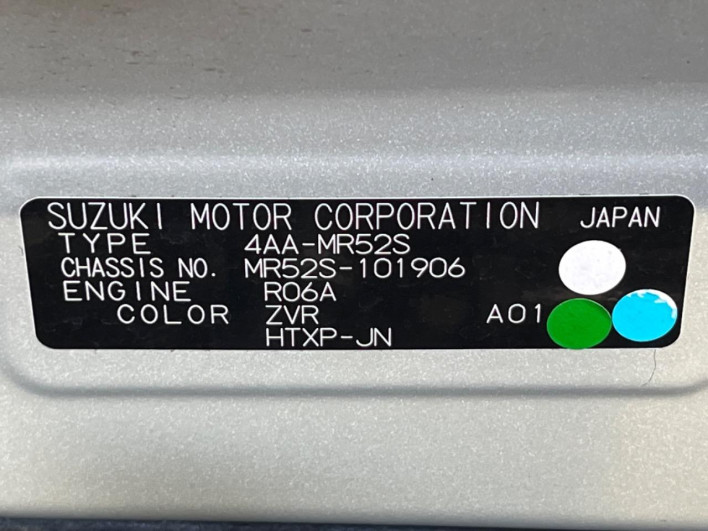 SUZUKI MOTOR CORPORATION JAPAN
TYPE 4AA-MR52S
CHASSIS NO. MR52S-101906
ENGINE R06A
COLOR ZVR A01
HTXP-JN